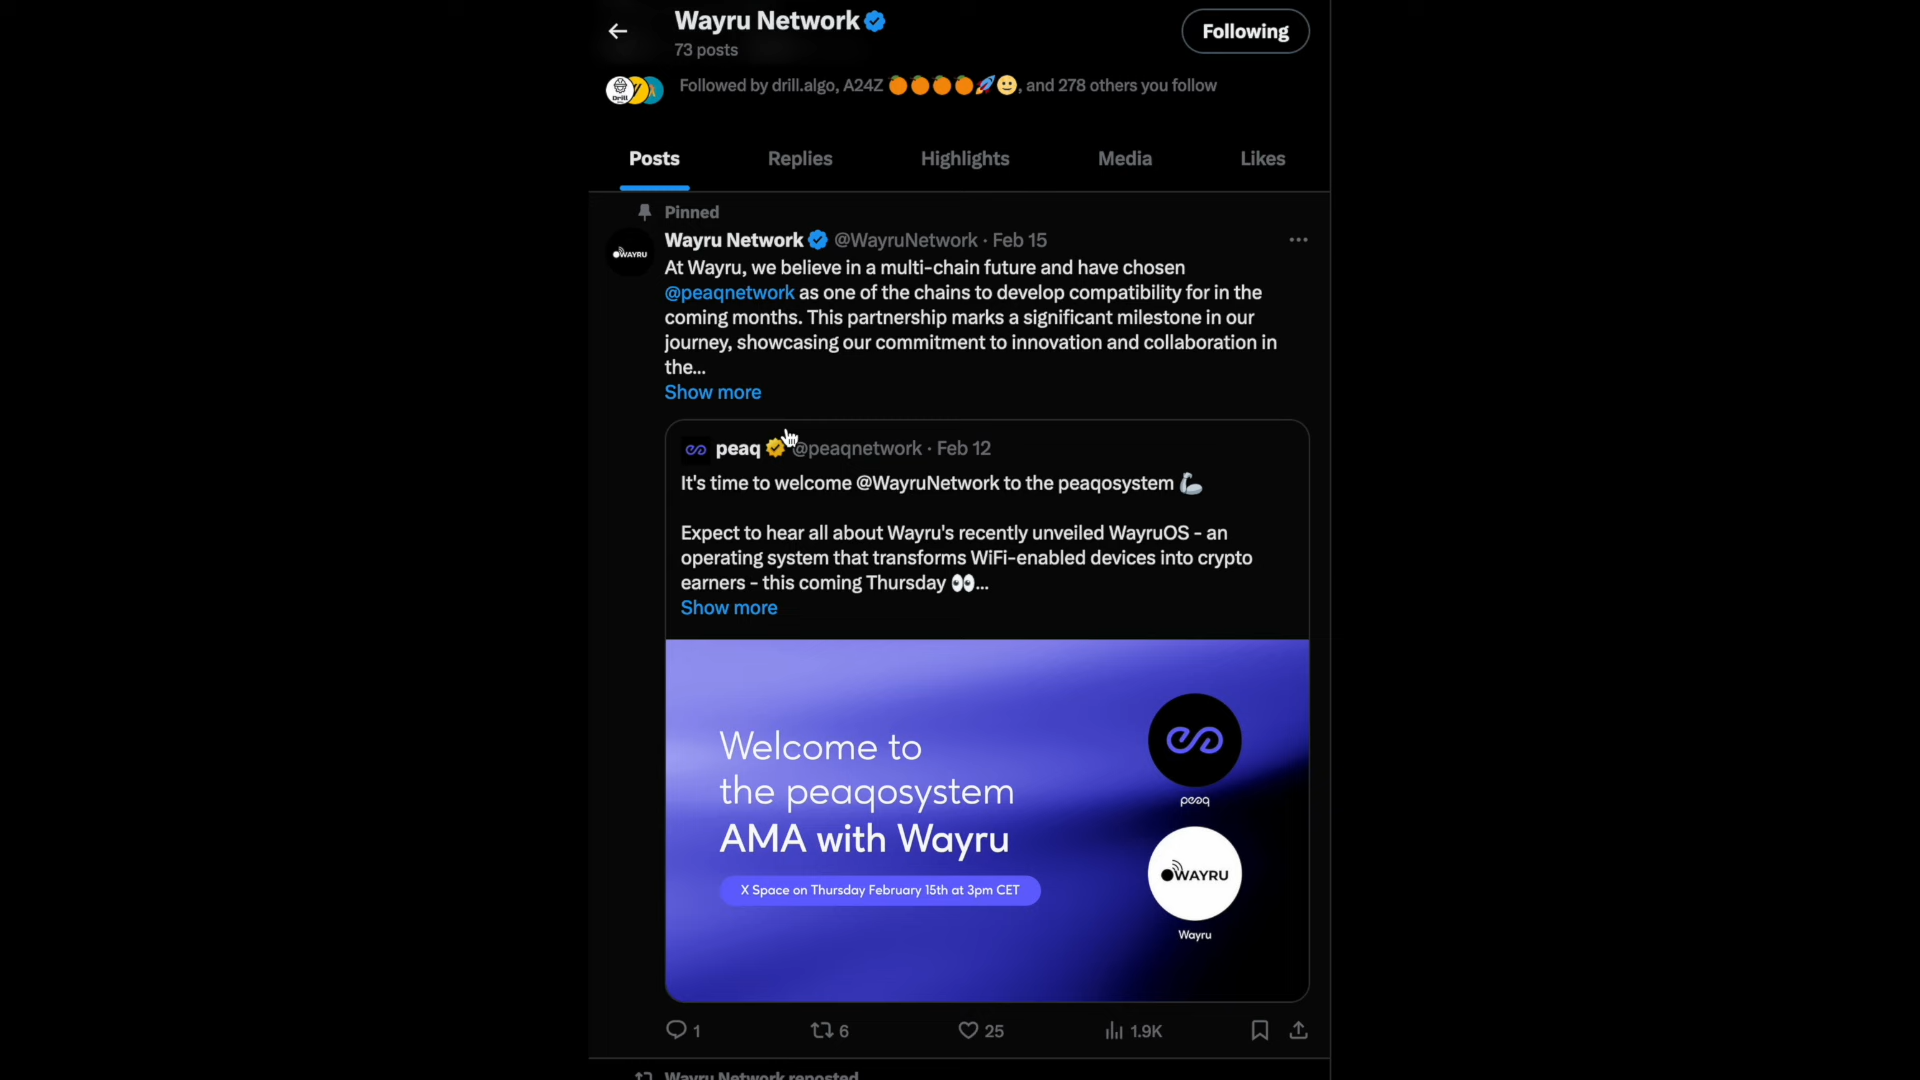 Wayru Network
73 posts
Following
Followed by drill.algo, A24Z 🍊🍊🍊🍊🚀🙂, and 278 others you follow
Posts
Replies
Highlights
Media
Likes
Pinned
Wayru Network @WayruNetwork · Feb 15
At Wayru, we believe in a multi-chain future and have chosen
@peaqnetwork as one of the chains to develop compatibility for in the
coming months. This partnership marks a significant milestone in our
journey, showcasing our commitment to innovation and collaboration in
the...
Show more
peaq @peaqnetwork · Feb 12
It's time to welcome @WayruNetwork to the peaqosystem 🦾
Expect to hear all about Wayru's recently unveiled WayruOS - an
operating system that transforms WiFi-enabled devices into crypto
earners - this coming Thursday 👀...
Show more
Welcome to
the peaqosystem
AMA with Wayru
X Space on Thursday February 15th at 3pm CET
peaq
WAYRU
Wayru
1
6
25
1.9K
Wayru Network reposted